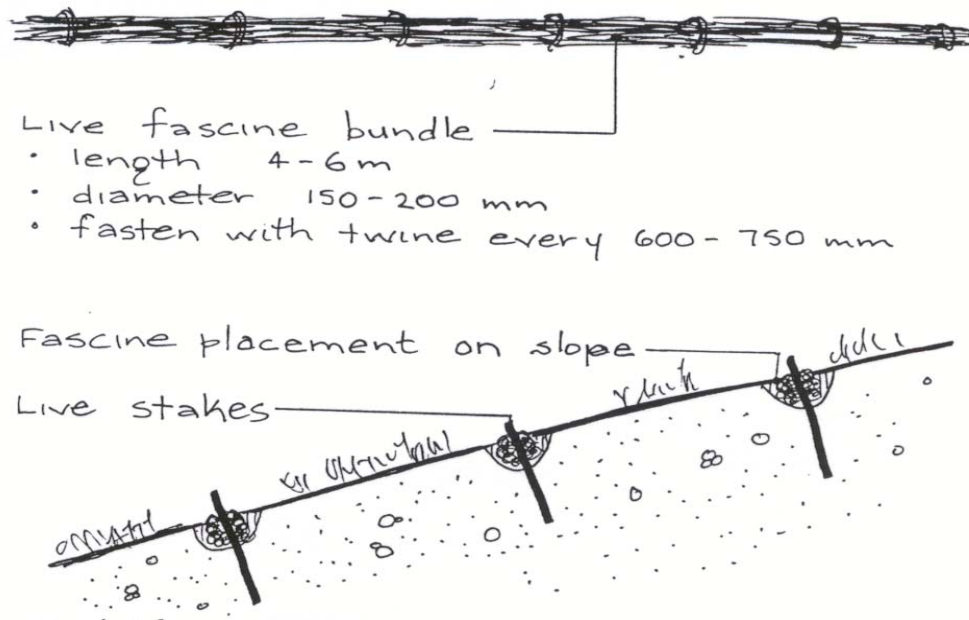 Live fascine bundle
• length 4-6m
• diameter 150-200 mm
• fasten with twine every 600-750 mm
Fascine placement on slope
Live stakes